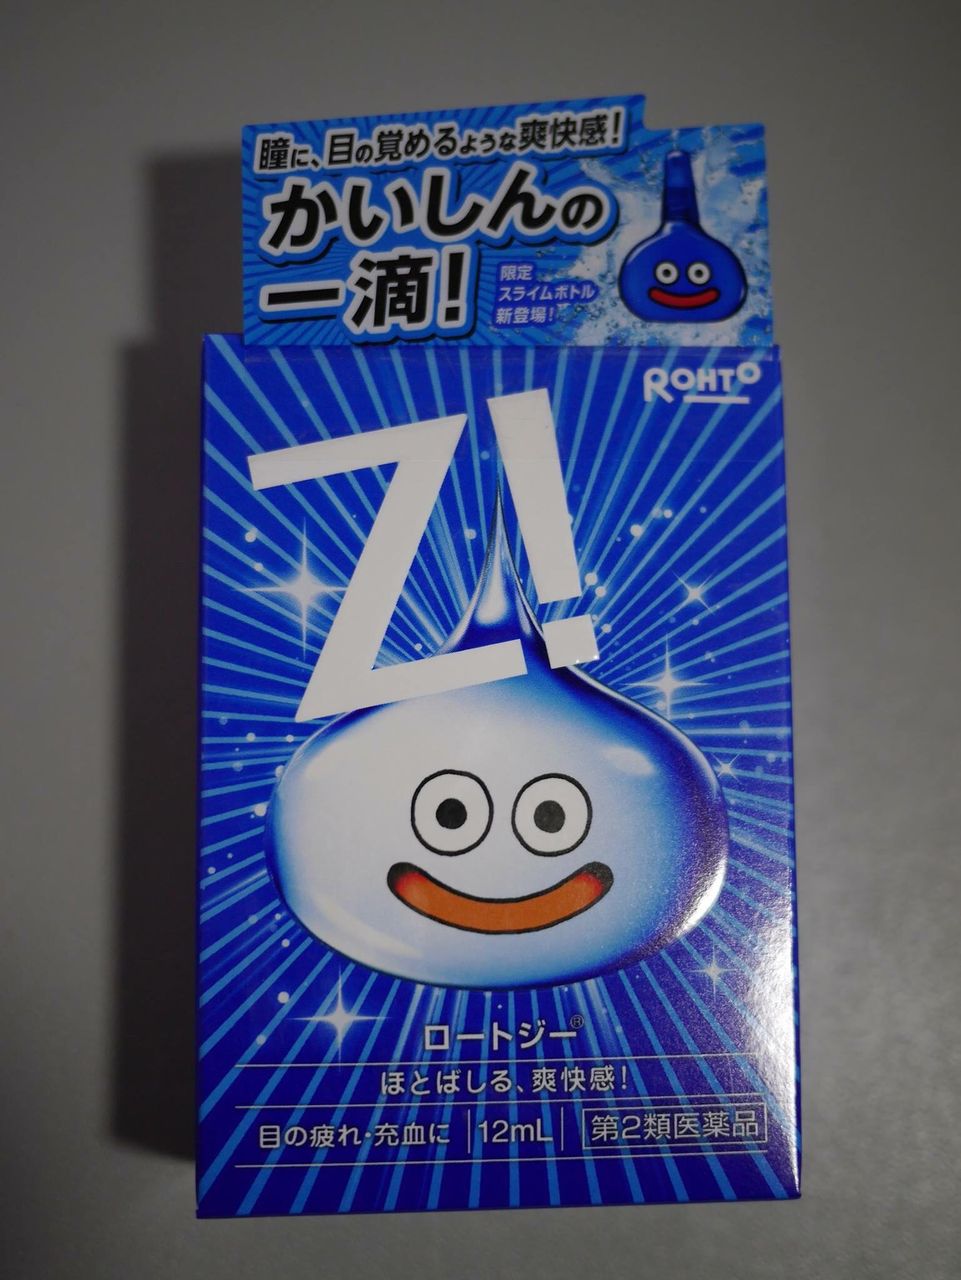 瞳に、目の覚めるような爽快感!
かいしんの
一滴!
限定
スライムボトル
新登場!
ROHTO
Z!
ロートジー®
ほとばしる、爽快感!
目の疲れ・充血に
12mL
第2類医薬品